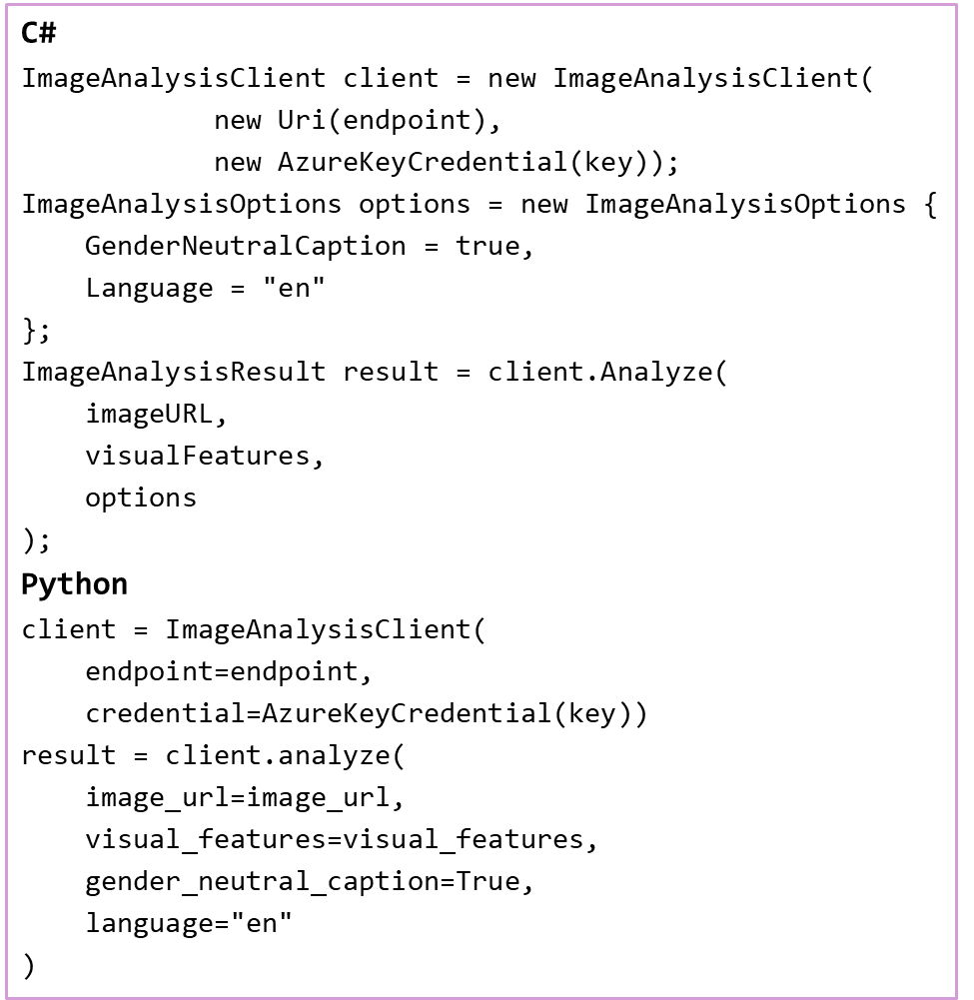 C#
ImageAnalysisClient client = new ImageAnalysisClient(
            new Uri(endpoint),
            new AzureKeyCredential(key));
ImageAnalysisOptions options = new ImageAnalysisOptions {
    GenderNeutralCaption = true,
    Language = "en"
};
ImageAnalysisResult result = client.Analyze(
    imageURL,
    visualFeatures,
    options
);
Python
client = ImageAnalysisClient(
    endpoint=endpoint,
    credential=AzureKeyCredential(key))
result = client.analyze(
    image_url=image_url,
    visual_features=visual_features,
    gender_neutral_caption=True,
    language="en"
)